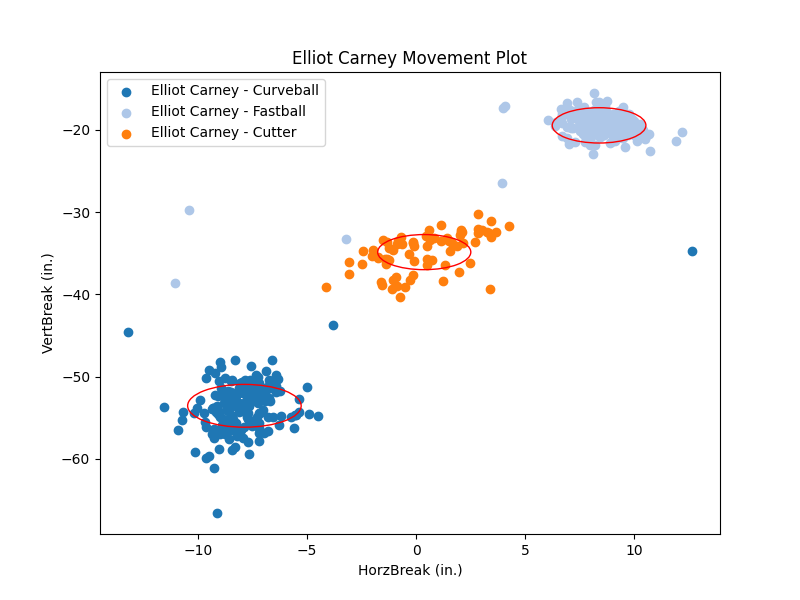 Elliot Carney Movement Plot
Elliot Carney - Curveball
Elliot Carney - Fastball
Elliot Carney - Cutter
VertBreak (in.)
−20
−30
−40
−50
−60
−10
−5
0
5
10
HorzBreak (in.)